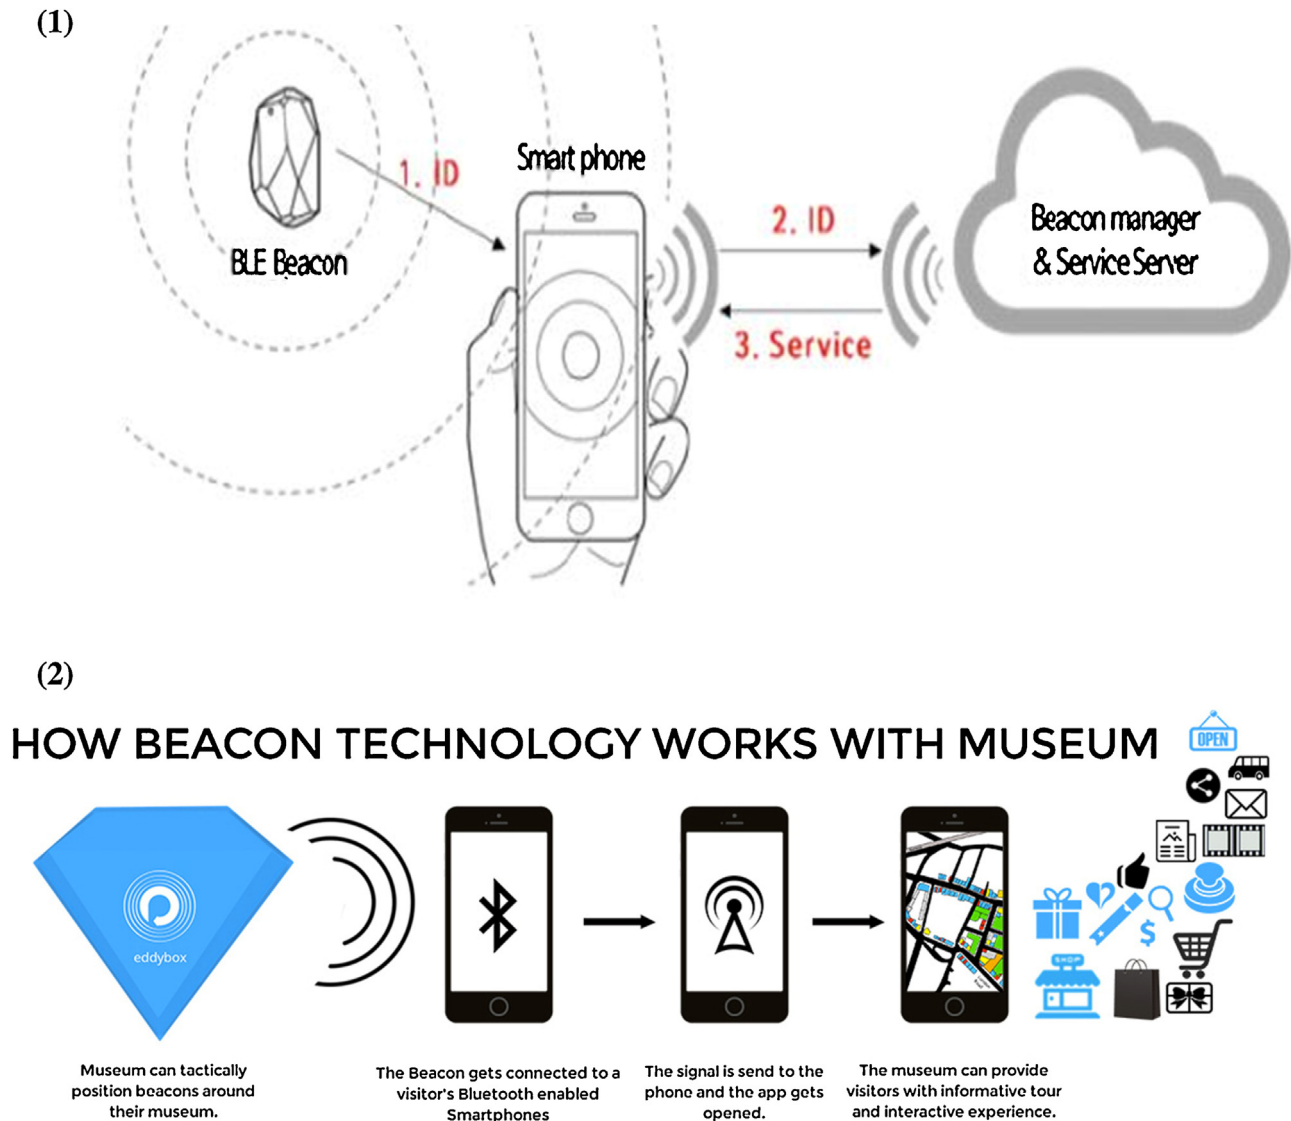 (1)
Smart phone
1. ID
2. ID
BLE Beacon
Beacon manager
& Service Server
3. Service
(2)
HOW BEACON TECHNOLOGY WORKS WITH MUSEUM
OPEN
eddybox
$
SHOP
Museum can tactically
position beacons around
their museum.
The Beacon gets connected to a
visitor's Bluetooth enabled
Smartphones
The signal is send to the
phone and the app gets
opened.
The museum can provide
visitors with informative tour
and interactive experience.